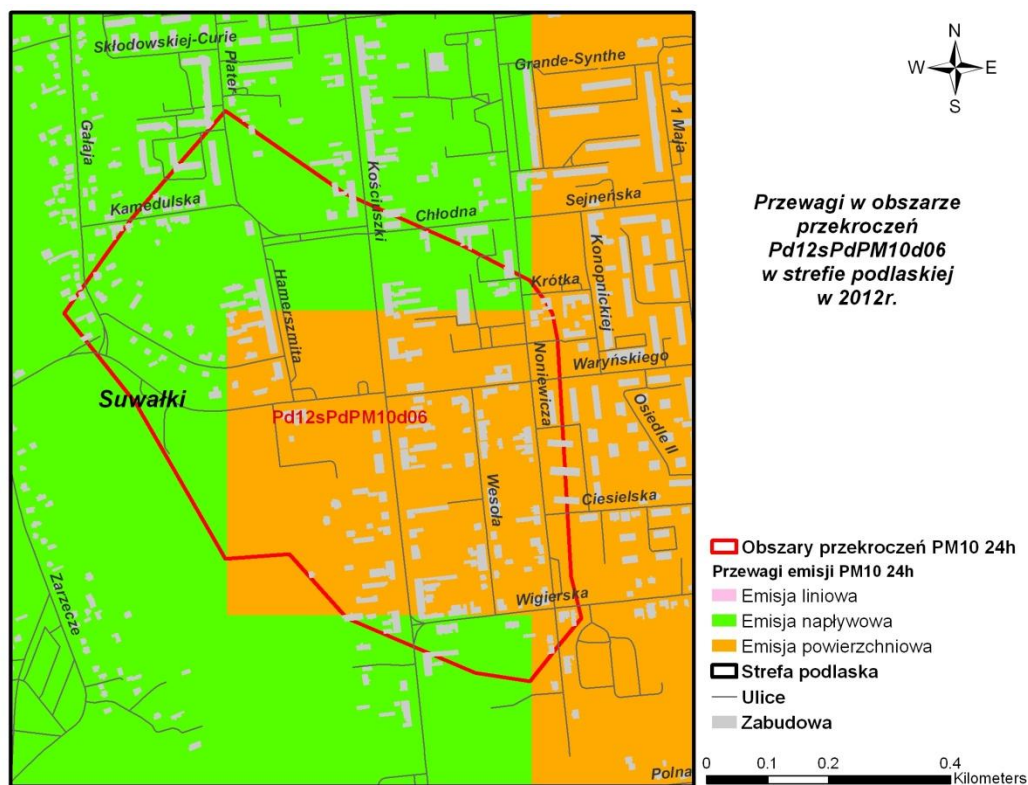 Skłodowskiej-Curie
Plater
Grande-Synthe
1 Maja
Gałaja
Kościuszki
Kamedulska
Chłodna
Sejneńska
Konopnickiej
Krótka
Hamerszmita
Noniewicza
Waryńskiego
Suwałki
Pd12sPdPM10d06
Osiedle II
Wesoła
Ciesielska
Zarzecze
Wigierska
Polna
N
W
E
S
Przewagi w obszarze
przekroczeń
Pd12sPdPM10d06
w strefie podlaskiej
w 2012r.
Obszary przekroczeń PM10 24h
Przewagi emisji PM10 24h
Emisja liniowa
Emisja napływowa
Emisja powierzchniowa
Strefa podlaska
Ulice
Zabudowa
0 0.1 0.2 0.4
Kilometers